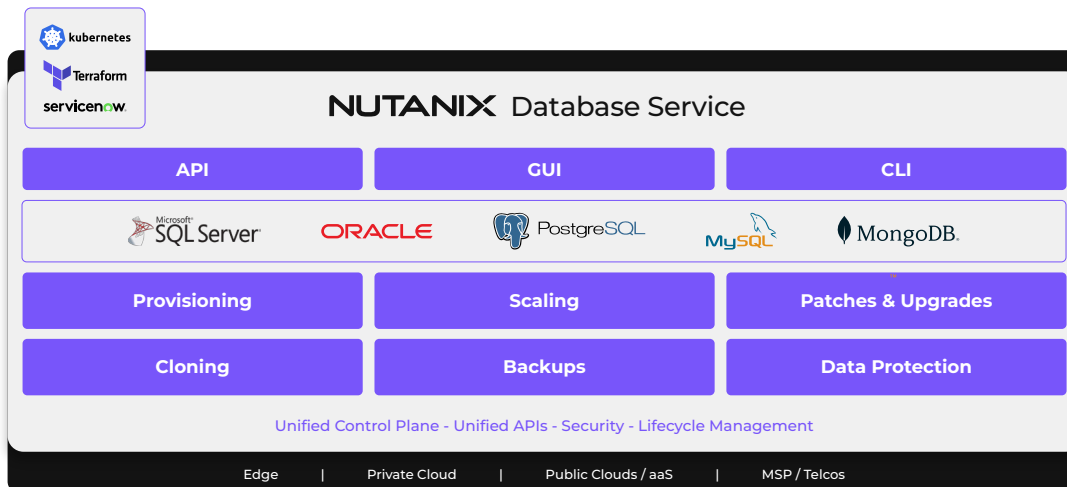 kubernetes
Terraform
servicenow.
NUTANIX Database Service
API
GUI
CLI
Microsoft®
SQL Server®
ORACLE
PostgreSQL
MySQL
MongoDB.
Provisioning
Scaling
Patches & Upgrades
Cloning
Backups
Data Protection
Unified Control Plane - Unified APIs - Security - Lifecycle Management
Edge | Private Cloud | Public Clouds / aaS | MSP / Telcos